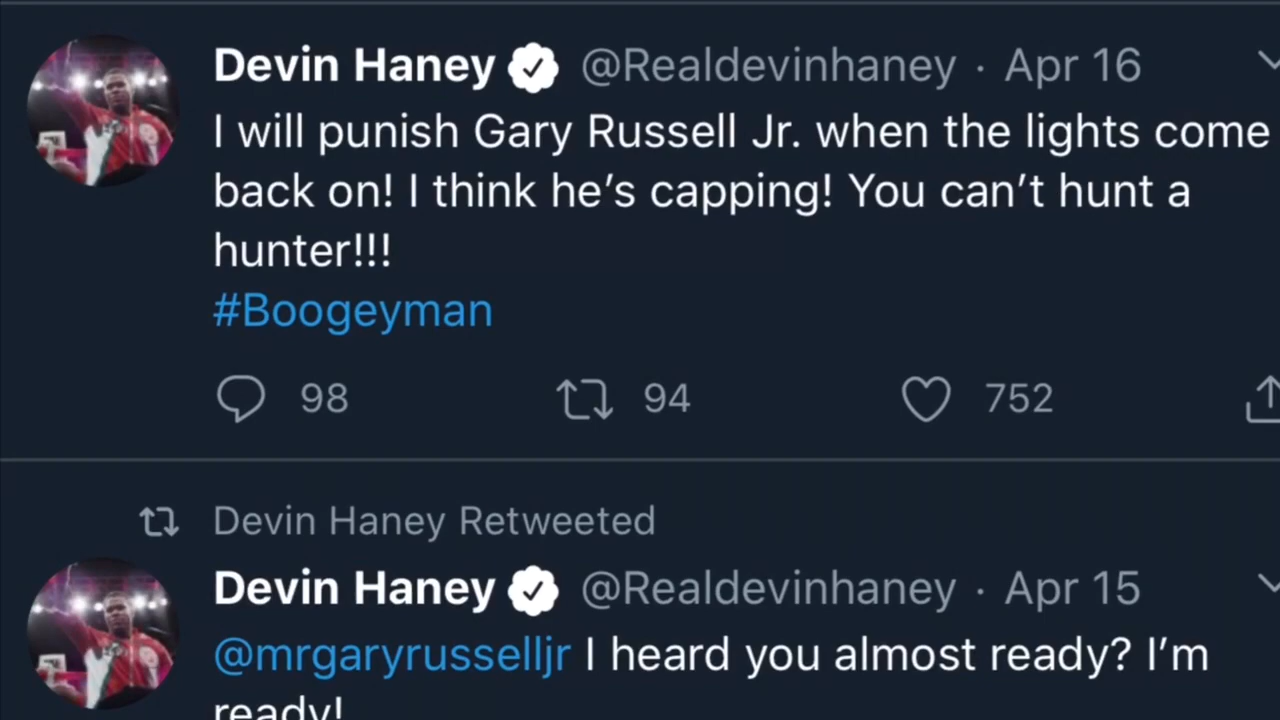 Devin Haney @Realdevinhaney · Apr 16
I will punish Gary Russell Jr. when the lights come
back on! I think he’s capping! You can’t hunt a
hunter!!!
#Boogeyman
98 94 752
Devin Haney Retweeted
Devin Haney @Realdevinhaney · Apr 15
@mrgaryrusselljr I heard you almost ready? I’m
ready!